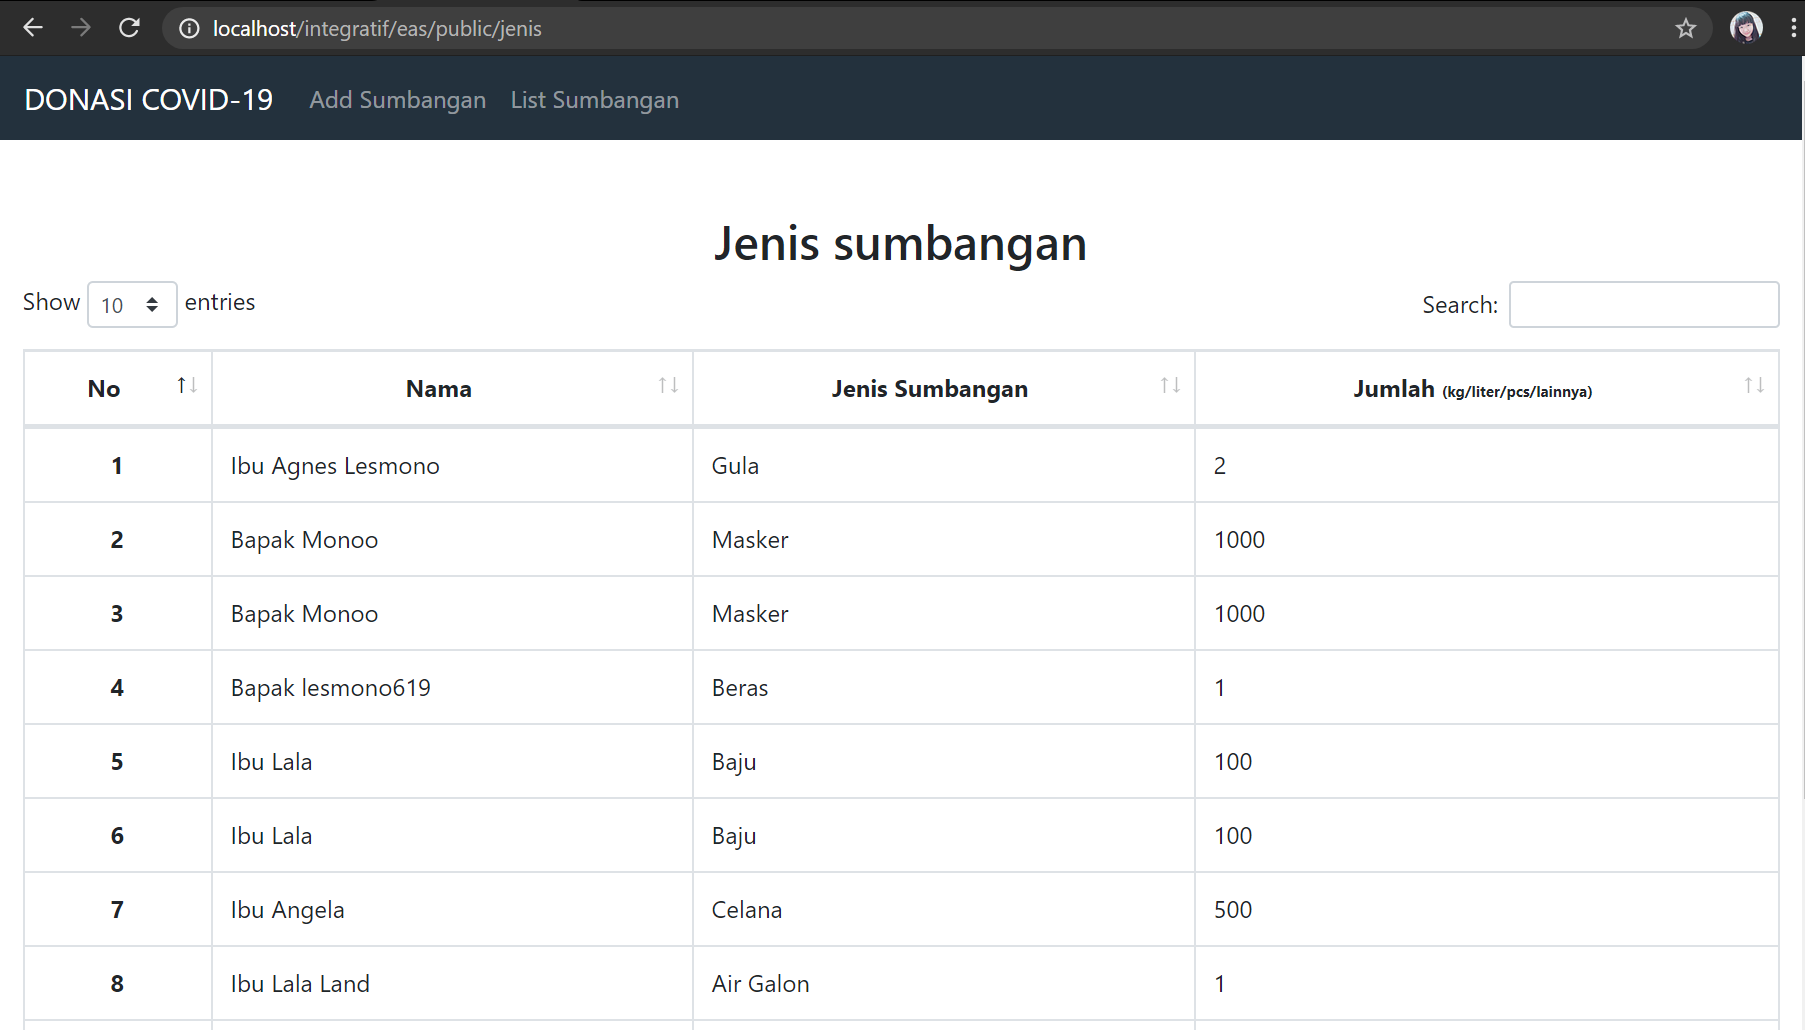 localhost/integratif/eas/public/jenis
DONASI COVID-19 Add Sumbangan List Sumbangan
Jenis sumbangan
Show 10 entries Search:
No Nama Jenis Sumbangan Jumlah (kg/liter/pcs/lainnya)
1 Ibu Agnes Lesmono Gula 2
2 Bapak Monoo Masker 1000
3 Bapak Monoo Masker 1000
4 Bapak lesmono619 Beras 1
5 Ibu Lala Baju 100
6 Ibu Lala Baju 100
7 Ibu Angela Celana 500
8 Ibu Lala Land Air Galon 1